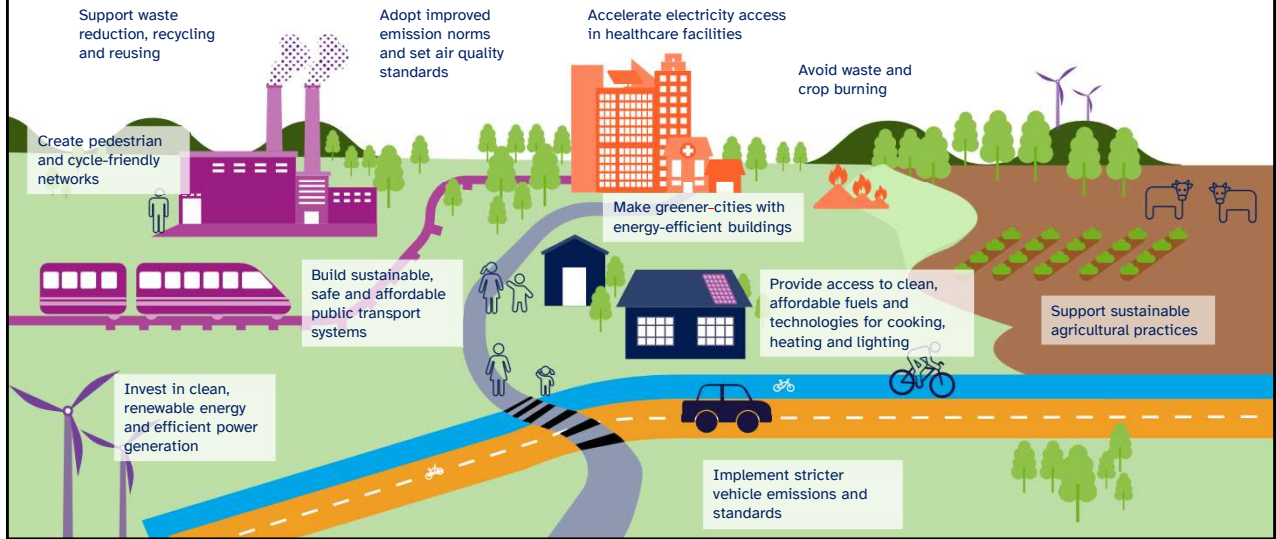 Support waste
reduction, recycling
and reusing
Adopt improved
emission norms
and set air quality
standards
Accelerate electricity access
in healthcare facilities
Avoid waste and
crop burning
Create pedestrian
and cycle-friendly
networks
Make greener-cities with
energy-efficient buildings
Build sustainable,
safe and affordable
public transport
systems
Provide access to clean,
affordable fuels and
technologies for cooking,
heating and lighting
Support sustainable
agricultural practices
Invest in clean,
renewable energy
and efficient power
generation
Implement stricter
vehicle emissions and
standards